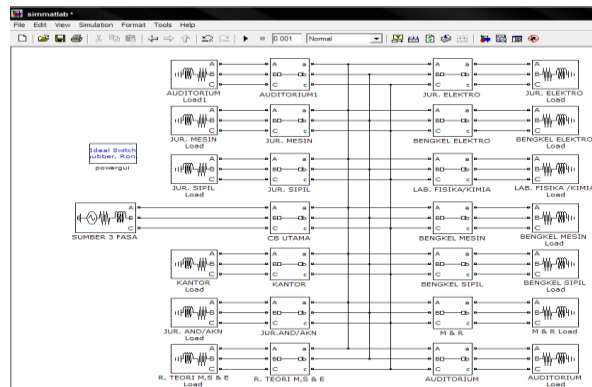 simmatlab *
File Edit View Simulation Format Tools Help
0.001 Normal
A A a a A
B B
C C c c C
AUDITORIUM Load1 AUDITORIUM1 JUR. ELEKTRO JUR. ELEKTRO Load
JUR. MESIN Load JUR. MESIN BENGKEL ELEKTRO BENGKEL ELEKTRO Load
Ideal Switch
ubber, Ron
powergui
JUR. SIPIL Load JUR. SIPIL LAB. FISIKA/KIMIA LAB. FISIKA /KIMIA Load
SUMBER 3 FASA CB UTAMA BENGKEL MESIN BENGKEL MESIN Load
KANTOR Load KANTOR BENGKEL SIPIL BENGKEL SIPIL Load
JUR. AND/AKN Load JUR.AND/AKN M & R M & R Load
R. TEORI M,S & E Load R. TEORI M,S & E AUDITORIUM AUDITORIUM Load